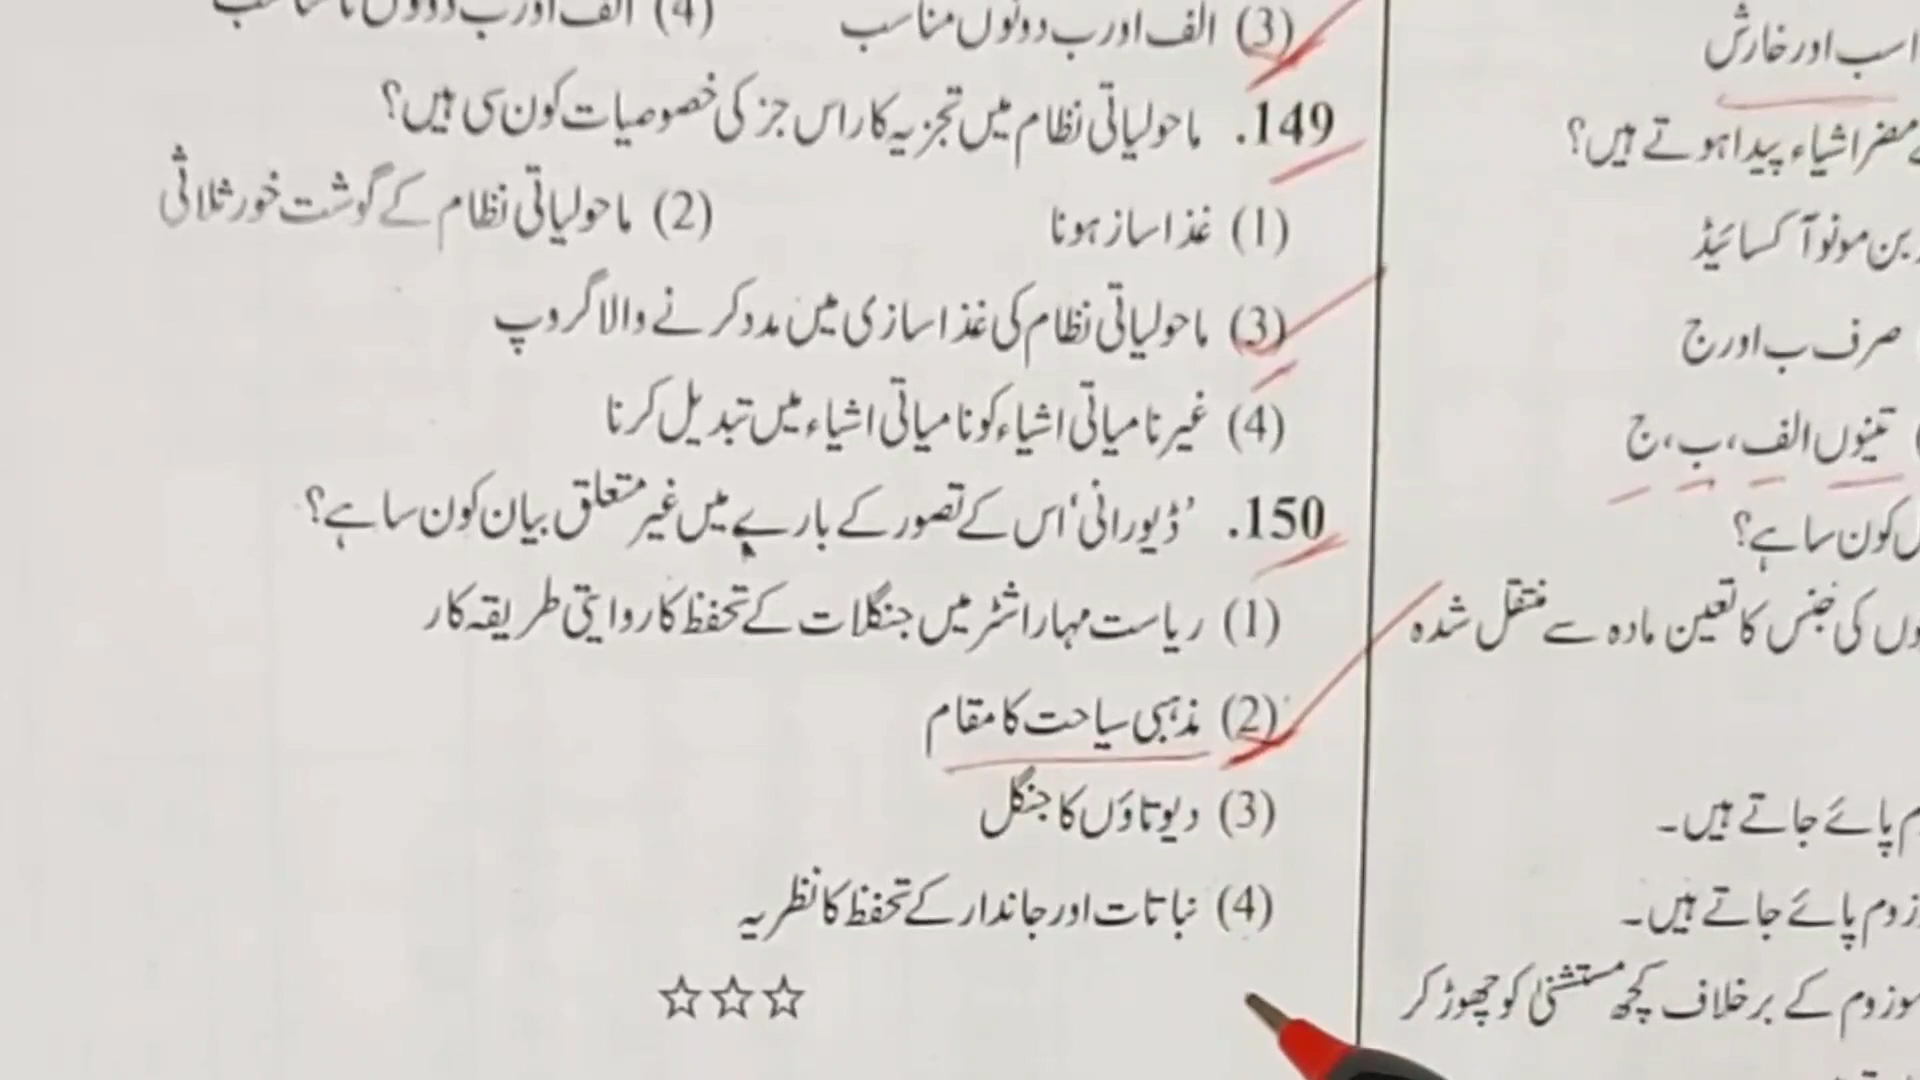 اسب اور خارش
مضر اشیاء پیدا ہوتے ہیں؟
بن مونو آکسائیڈ
صرف ب اور ج
تینوں الف، ب، ج
کون سا ہے؟
کی جنس کا تعین مادہ سے منتقل شدہ
پائے جاتے ہیں۔
پائے جاتے ہیں۔
کے برخلاف کچھ مستثنیٰ کو چھوڑ کر
(3) الف اور ب دونوں مناسب (4) الف اور ب دونوں نامناسب
149. ماحولیاتی نظام میں تجزیہ کار اس جز کی خصوصیات کون سی ہیں؟
(1) غذا ساز ہونا (2) ماحولیاتی نظام کے گوشت خور ثلاثی
(3) ماحولیاتی نظام کی غذا سازی میں مدد کرنے والا گروپ
(4) غیر نامیاتی اشیاء کو نامیاتی اشیاء میں تبدیل کرنا
150. ’ڈیورائی‘ اس کے تصور کے بارے میں غیر متعلق بیان کون سا ہے؟
(1) ریاست مہاراشٹر میں جنگلات کے تحفظ کا روایتی طریقہ کار
(2) مذہبی سیاحت کا مقام
(3) دیوتاؤں کا جنگل
(4) نباتات اور جاندار کے تحفظ کا نظریہ
☆☆☆